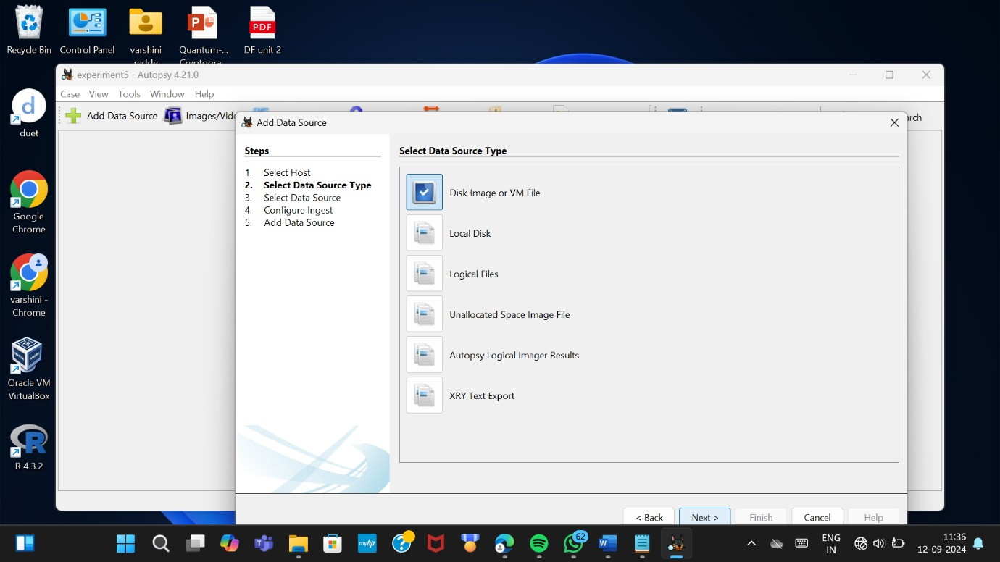 Recycle Bin
Control Panel
varshini
reddy
Quantum-...
Cryptogra
PDF
DF unit 2
duet
Google
Chrome
varshini -
Chrome
Oracle VM
VirtualBox
R 4.3.2
experiment5 - Autopsy 4.21.0
Case View Tools Window Help
Add Data Source Images/Vide
arch
Add Data Source
Steps
1. Select Host
2. Select Data Source Type
3. Select Data Source
4. Configure Ingest
5. Add Data Source
Select Data Source Type
Disk Image or VM File
Local Disk
Logical Files
Unallocated Space Image File
Autopsy Logical Imager Results
XRY Text Export
< Back Next > Finish Cancel Help
62
ENG
IN
11:36
12-09-2024